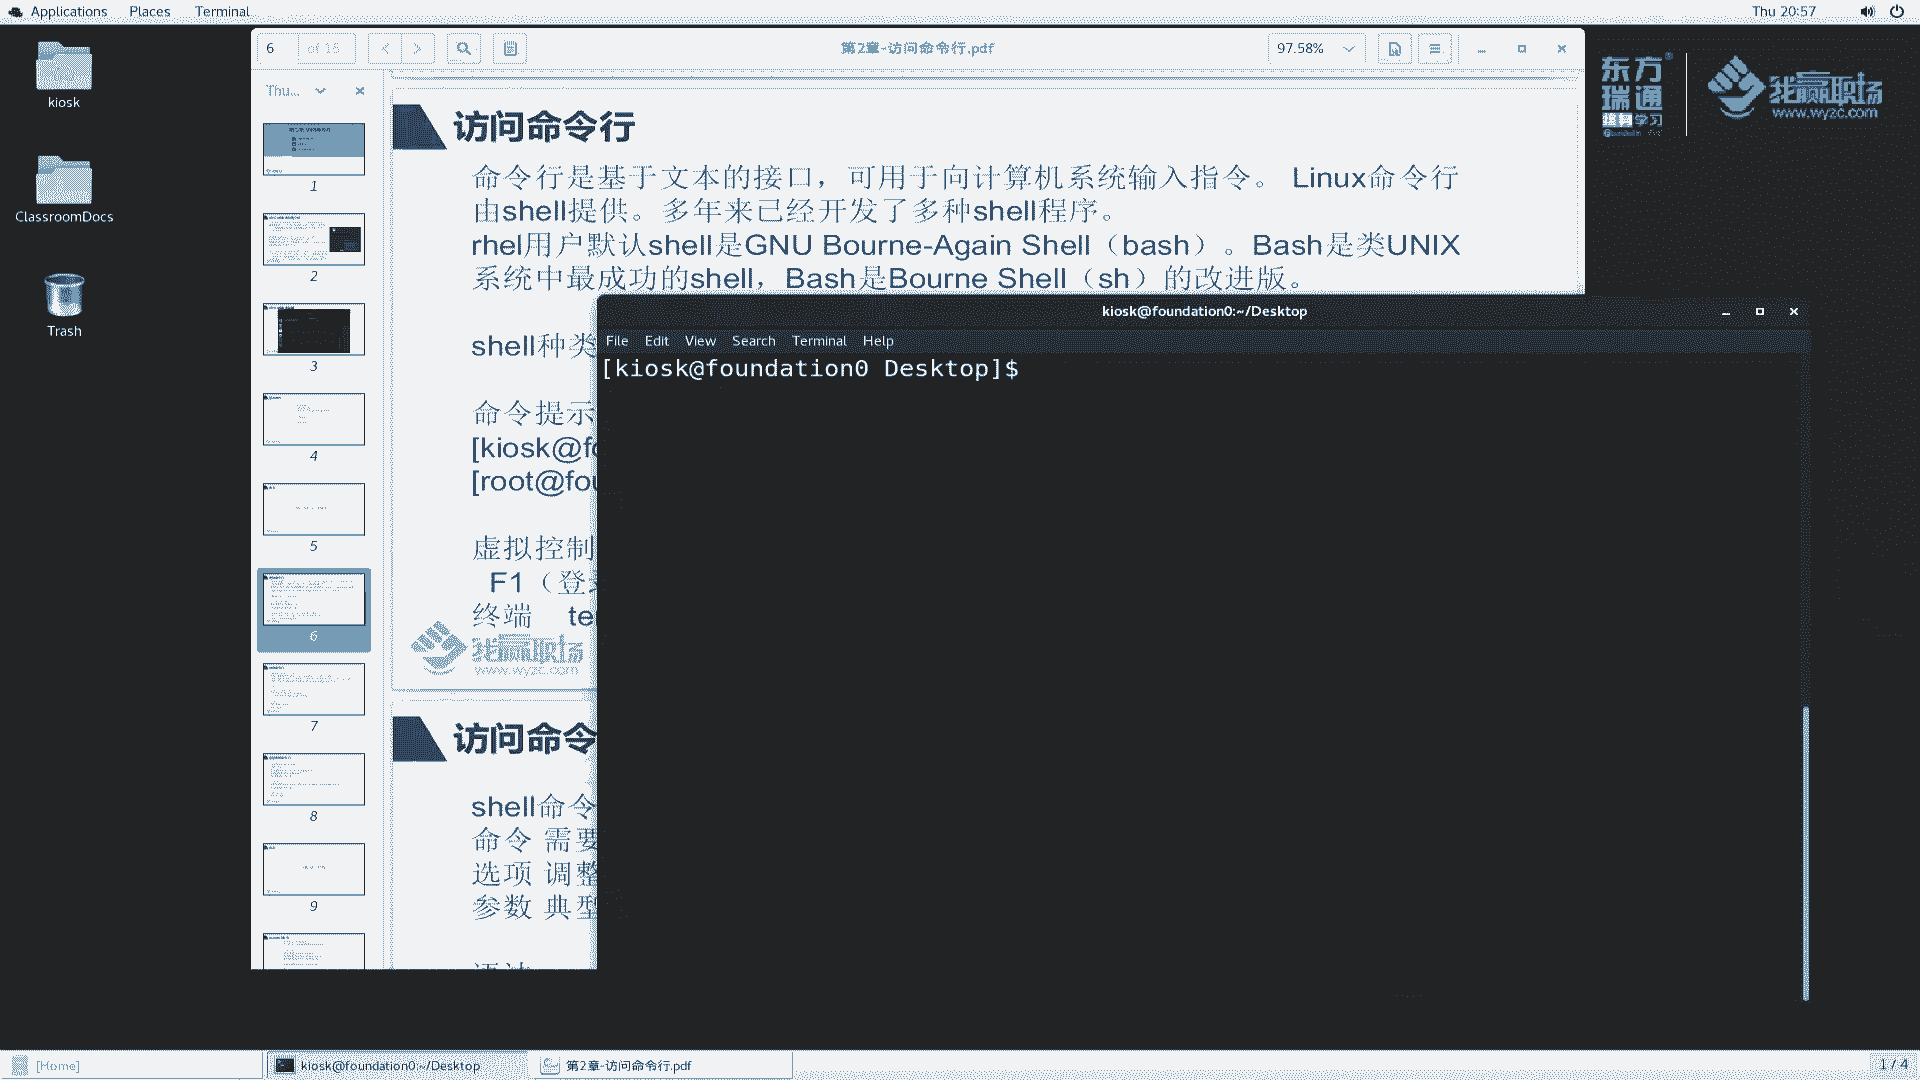 Applications Places Terminal
Thu 20:57
kiosk
ClassroomDocs
Trash
6 of 15
第2章-访问命令行.pdf
97.58%
Thu...
1
2
3
4
5
6
7
8
9
访问命令行
命令行是基于文本的接口，可用于向计算机系统输入指令。 Linux命令行
由shell提供。多年来已经开发了多种shell程序。
rhel用户默认shell是GNU Bourne-Again Shell（bash）。Bash是类UNIX
系统中最成功的shell，Bash是Bourne Shell（sh）的改进版。
shell种类
命令提示
[kiosk@fo
[root@fou
虚拟控制
F1（登录
终端 te
我赢职场
www.wyzc.com
访问命令
shell命令
命令 需要
选项 调整
参数 典型
kiosk@foundation0:~/Desktop
File Edit View Search Terminal Help
[kiosk@foundation0 Desktop]$
东方
瑞通
学习
我赢职场
www.wyzc.com
[Home]
kiosk@foundation0:~/Desktop
第2章-访问命令行.pdf
1 / 4